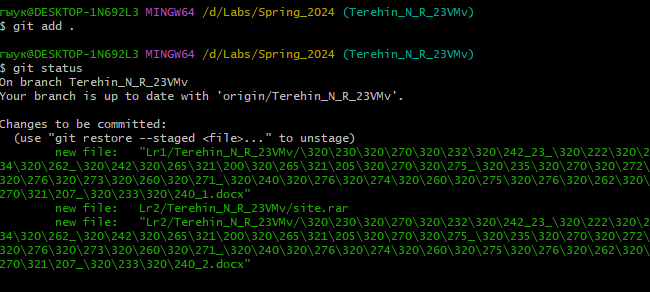 гыук@DESKTOP-1N692L3 MINGW64 /d/Labs/Spring_2024 (Terehin_N_R_23VMv)
$ git add .
гыук@DESKTOP-1N692L3 MINGW64 /d/Labs/Spring_2024 (Terehin_N_R_23VMv)
$ git status
On branch Terehin_N_R_23VMv
Your branch is up to date with 'origin/Terehin_N_R_23VMv'.
Changes to be committed:
(use "git restore --staged <file>..." to unstage)
new file: "Lr1/Terehin_N_R_23VMv/\320\230\320\270\320\232\320\242_23_\320\222\320\2
34\320\262_\320\242\320\265\321\200\320\265\321\205\320\270\320\275_\320\235\320\270\320\272\
320\276\320\273\320\260\320\271_\320\240\320\276\320\274\320\260\320\275\320\276\320\262\320\
270\321\207_\320\233\320\240_1.docx"
new file: Lr2/Terehin_N_R_23VMv/site.rar
new file: "Lr2/Terehin_N_R_23VMv/\320\230\320\270\320\232\320\242_23_\320\222\320\2
34\320\262_\320\242\320\265\321\200\320\265\321\205\320\270\320\275_\320\235\320\270\320\272\
320\276\320\273\320\260\320\271_\320\240\320\276\320\274\320\260\320\275\320\276\320\262\320\
270\321\207_\320\233\320\240_2.docx"